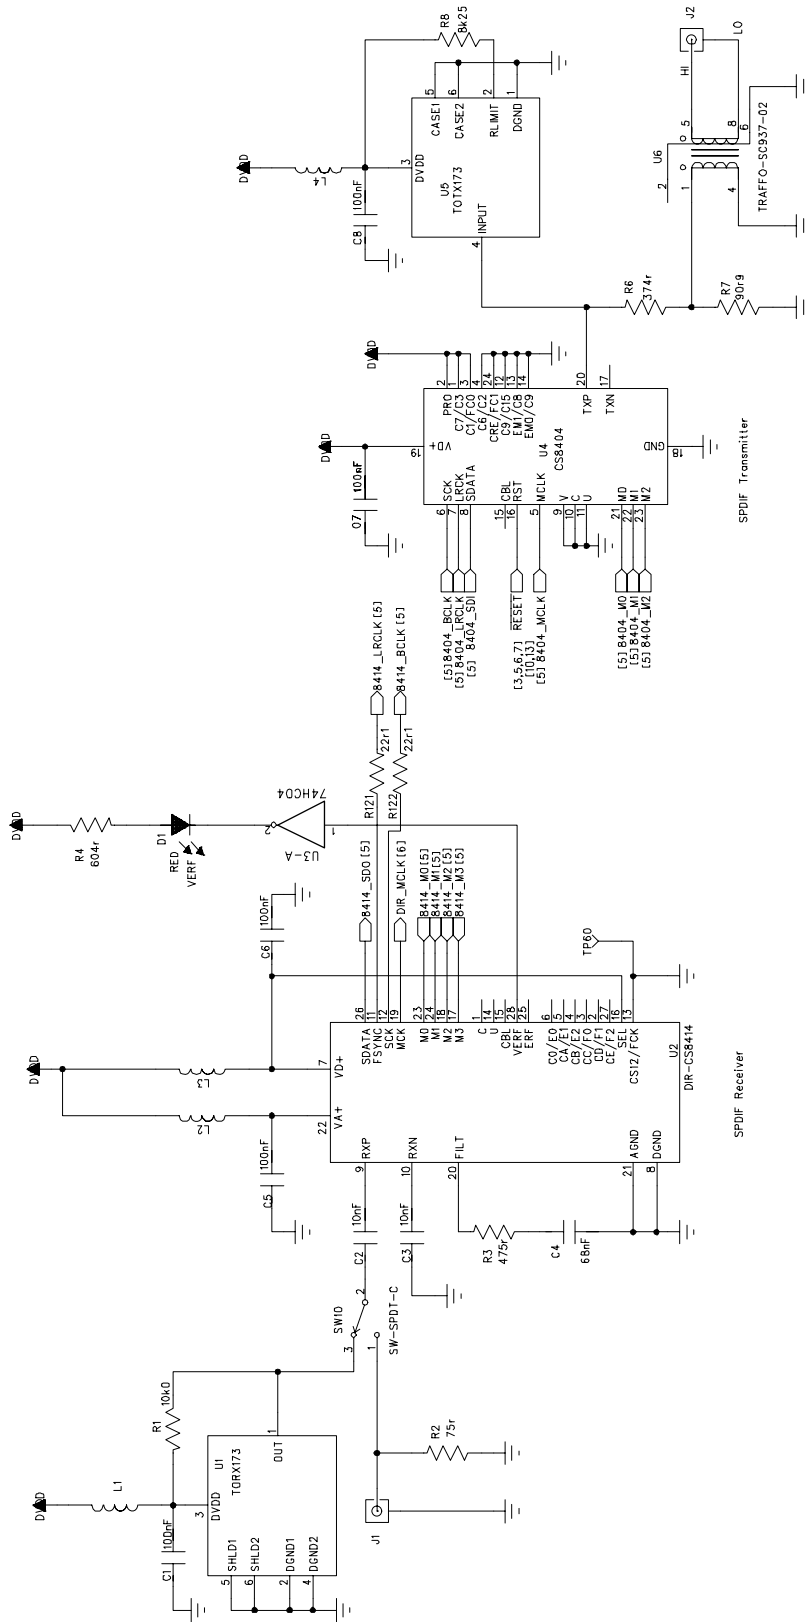 DVDD
L1
C1
100nF
R1
10k0
3
DVDD
U1
TORX173
OUT
1
SHLD1
SHLD2
DGND1
DGND2
5
6
2
4
J1
R2
75r
SW10
SW-SPDT-C
3
2
1
C2
10nF
C3
10nF
R3
475r
C4
68nF
DVDD
L2
L3
C5
100nF
C6
100nF
22
VA+
7
VD+
9
RXP
10
RXN
20
FILT
21
AGND
8
DGND
SDATA
FSYNC
SCK
MCK
26
11
12
19
M0
M1
M2
M3
23
24
18
17
C
U
CBL
VERF
ERF
1
14
15
28
25
C0/E0
CA/E1
CB/E2
CC/F0
CD/F1
CE/F2
SEL
CS12/FCK
6
5
4
3
2
27
16
13
U2
DIR-CS8414
SPDIF Receiver
TP60
8414_SDO [5]
DIR_MCLK [6]
8414_M0 [5]
8414_M1 [5]
8414_M2 [5]
8414_M3 [5]
R121
22r1
R122
22r1
8414_LRCLK [5]
8414_BCLK [5]
DVDD
R4
604r
D1
RED
VERF
2
1
U3-A
74HC04
[5] 8404_BCLK
[5] 8404_LRCLK
[5] 8404_SDI
[3,5,6,7]
[10,13]
RESET
[5] 8404_MCLK
[5] 8404_M0
[5] 8404_M1
[5] 8404_M2
DVDD
C7
100nF
19
VD+
6
7
8
SCK
LRCK
SDATA
15
16
CBL
RST
5
MCLK
9
10
11
V
C
U
21
22
23
M0
M1
M2
U4
CS8404
GND
18
PRO
C7/C3
C1/FC0
C6/C2
CRE/FC1
C9/C15
EM1/C8
EM0/C9
2
1
3
4
24
12
13
14
TXP
20
TXN
17
SPDIF Transmitter
DVDD
DVDD
L4
C8
100nF
3
DVDD
U5
TOTX173
4
INPUT
CASE1
CASE2
RLIMIT
DGND
5
6
2
1
R8
8k25
R6
374r
R7
90r9
U6
2
1
4
5
8
6
TRAFFO-SC937-02
HI
LO
J2